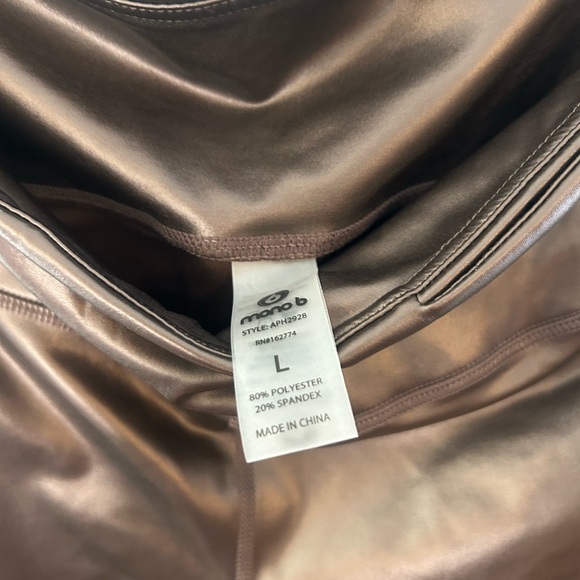 mono b
STYLE: APH2928
RN#162774
L
80% POLYESTER
20% SPANDEX
MADE IN CHINA